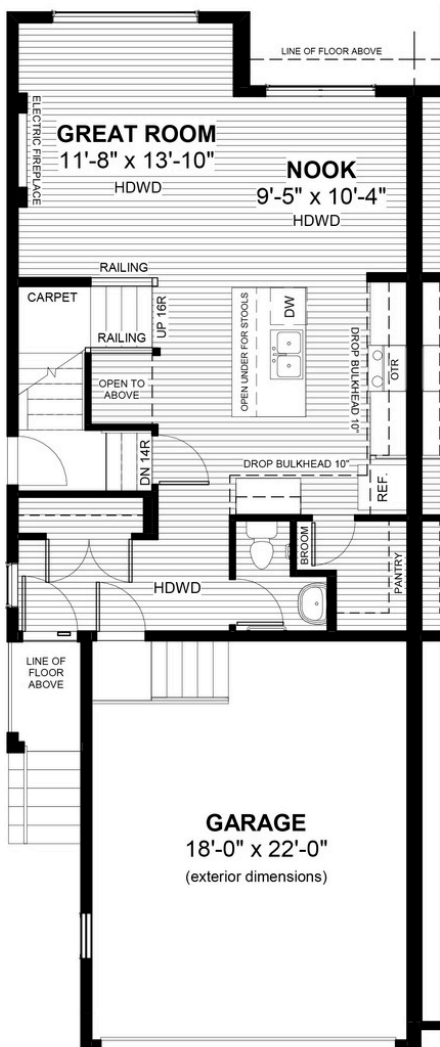 LINE OF FLOOR ABOVE
ELECTRIC FIREPLACE
GREAT ROOM
11'-8" x 13'-10"
HDWD
NOOK
9'-5" x 10'-4"
HDWD
RAILING
CARPET
UP 16R
RAILING
OPEN TO
ABOVE
OPEN UNDER FOR STOOLS
DW
DROP BULKHEAD 10"
OTR
DN 14R
DROP BULKHEAD 10"
REF.
BROOM
PANTRY
HDWD
LINE OF
FLOOR
ABOVE
GARAGE
18'-0" x 22'-0"
(exterior dimensions)